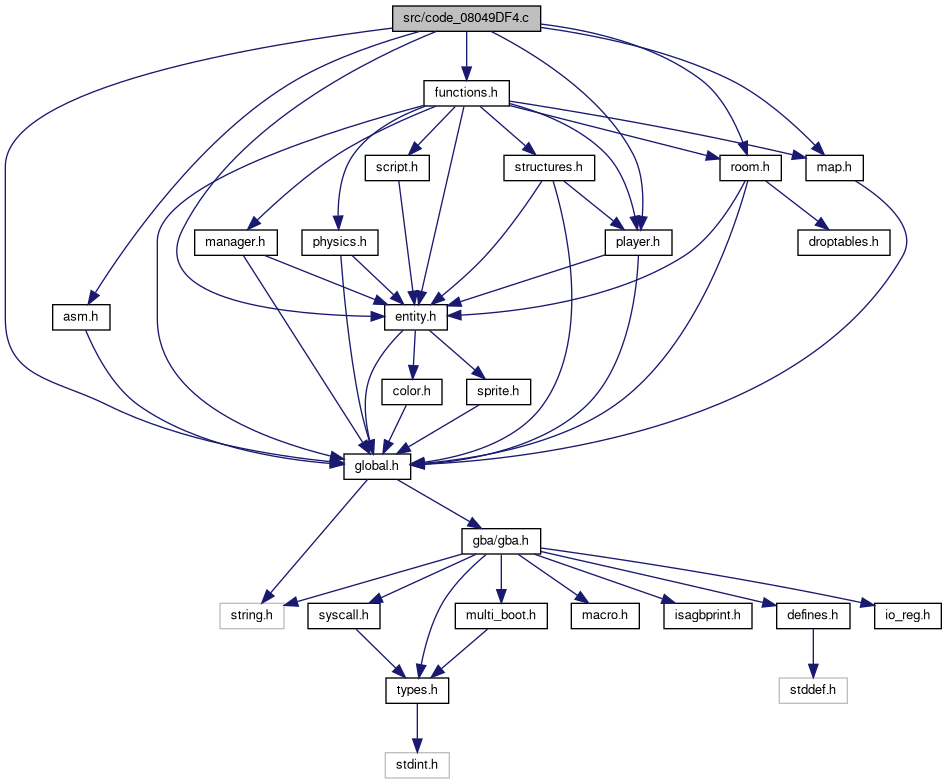 src/code_08049DF4.c
functions.h
script.h
structures.h
room.h
map.h
manager.h
physics.h
player.h
droptables.h
asm.h
entity.h
color.h
sprite.h
global.h
gba/gba.h
string.h
syscall.h
multi_boot.h
macro.h
isagbprint.h
defines.h
io_reg.h
types.h
stddef.h
stdint.h